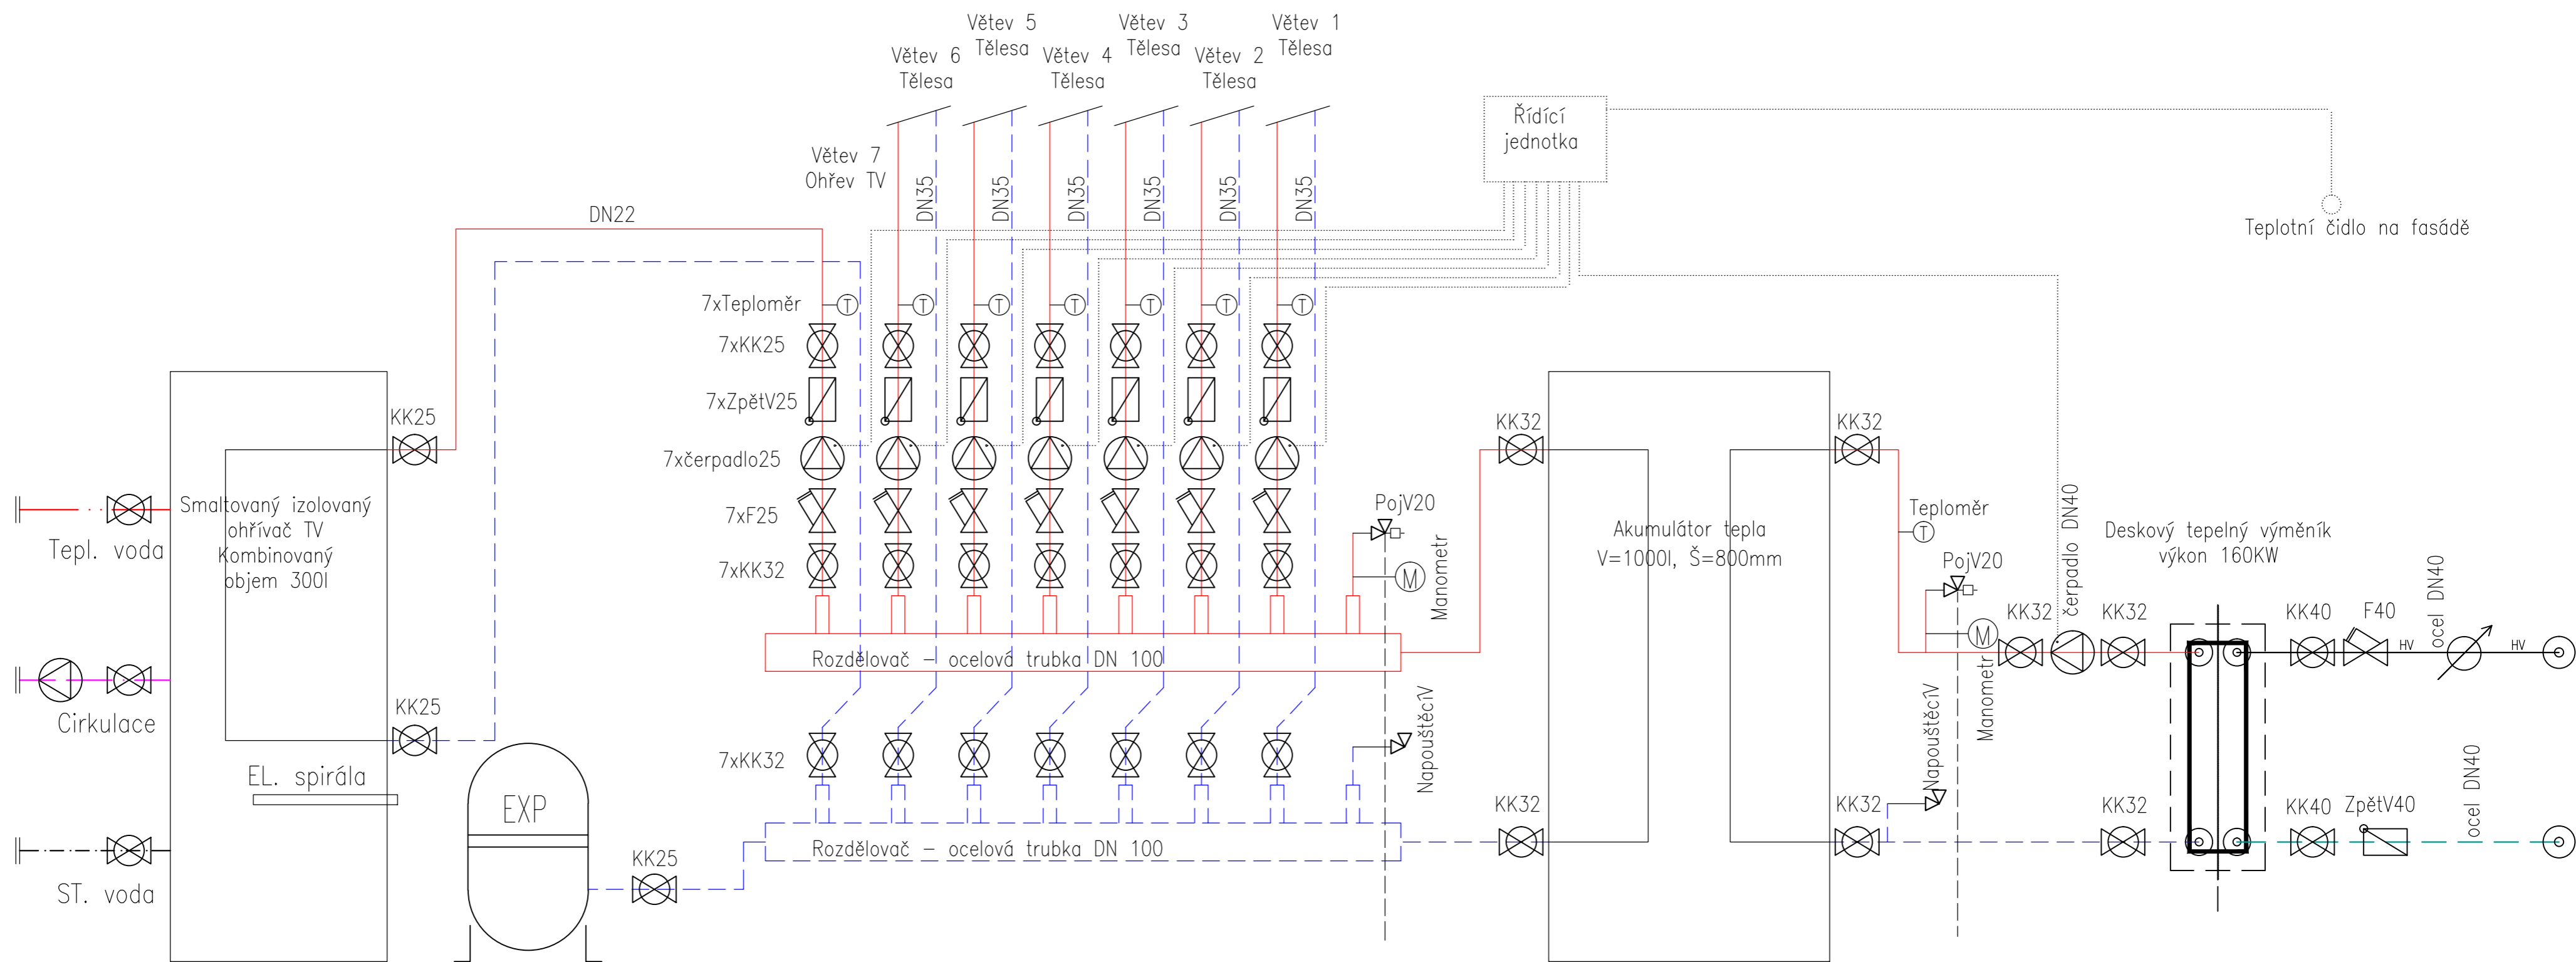 Větev 5
Tělesa
Větev 3
Tělesa
Větev 1
Tělesa
Větev 6
Tělesa
Větev 4
Tělesa
Větev 2
Tělesa
Větev 7
Ohřev TV
DN35
DN35
DN35
DN35
DN35
DN35
DN22
Řídící
jednotka
Teplotní čidlo na fasádě
7xTeploměr
T
T
T
T
T
T
T
7xKK25
7xZpětV25
7xčerpadlo25
7xF25
7xKK32
KK25
Smaltovaný izolovaný
ohřívač TV
Kombinovaný
objem 300l
Tepl. voda
Cirkulace
KK25
EL. spirála
ST. voda
EXP
KK25
Rozdělovač – ocelová trubka DN 100
7xKK32
Rozdělovač – ocelová trubka DN 100
PojV20
M
Manometr
NapouštěcíV
KK32
KK32
Akumulátor tepla
V=1000l, Š=800mm
KK32
KK32
Teploměr
T
PojV20
M
Manometr
NapouštěcíV
KK32
čerpadlo DN40
KK32
KK32
Deskový tepelný výměník
výkon 160KW
KK40
F40
HV
ocel DN40
HV
KK40
ZpětV40
ocel DN40